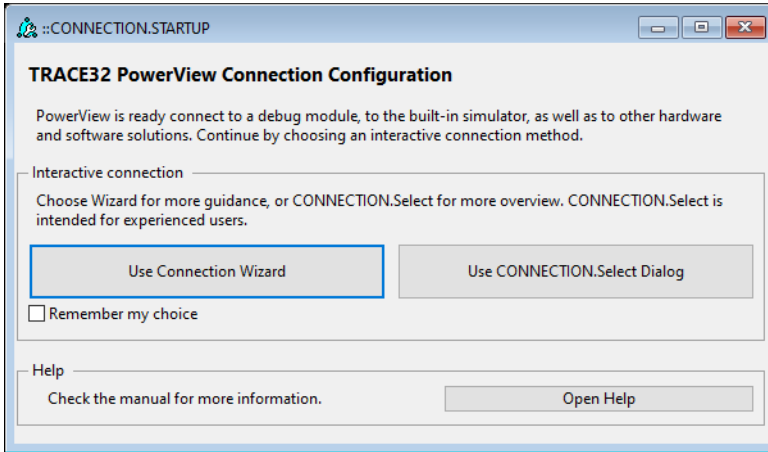 ::CONNECTION.STARTUP
TRACE32 PowerView Connection Configuration
PowerView is ready connect to a debug module, to the built-in simulator, as well as to other hardware
and software solutions. Continue by choosing an interactive connection method.
Interactive connection
Choose Wizard for more guidance, or CONNECTION.Select for more overview. CONNECTION.Select is
intended for experienced users.
Use Connection Wizard
Use CONNECTION.Select Dialog
Remember my choice
Help
Check the manual for more information.
Open Help